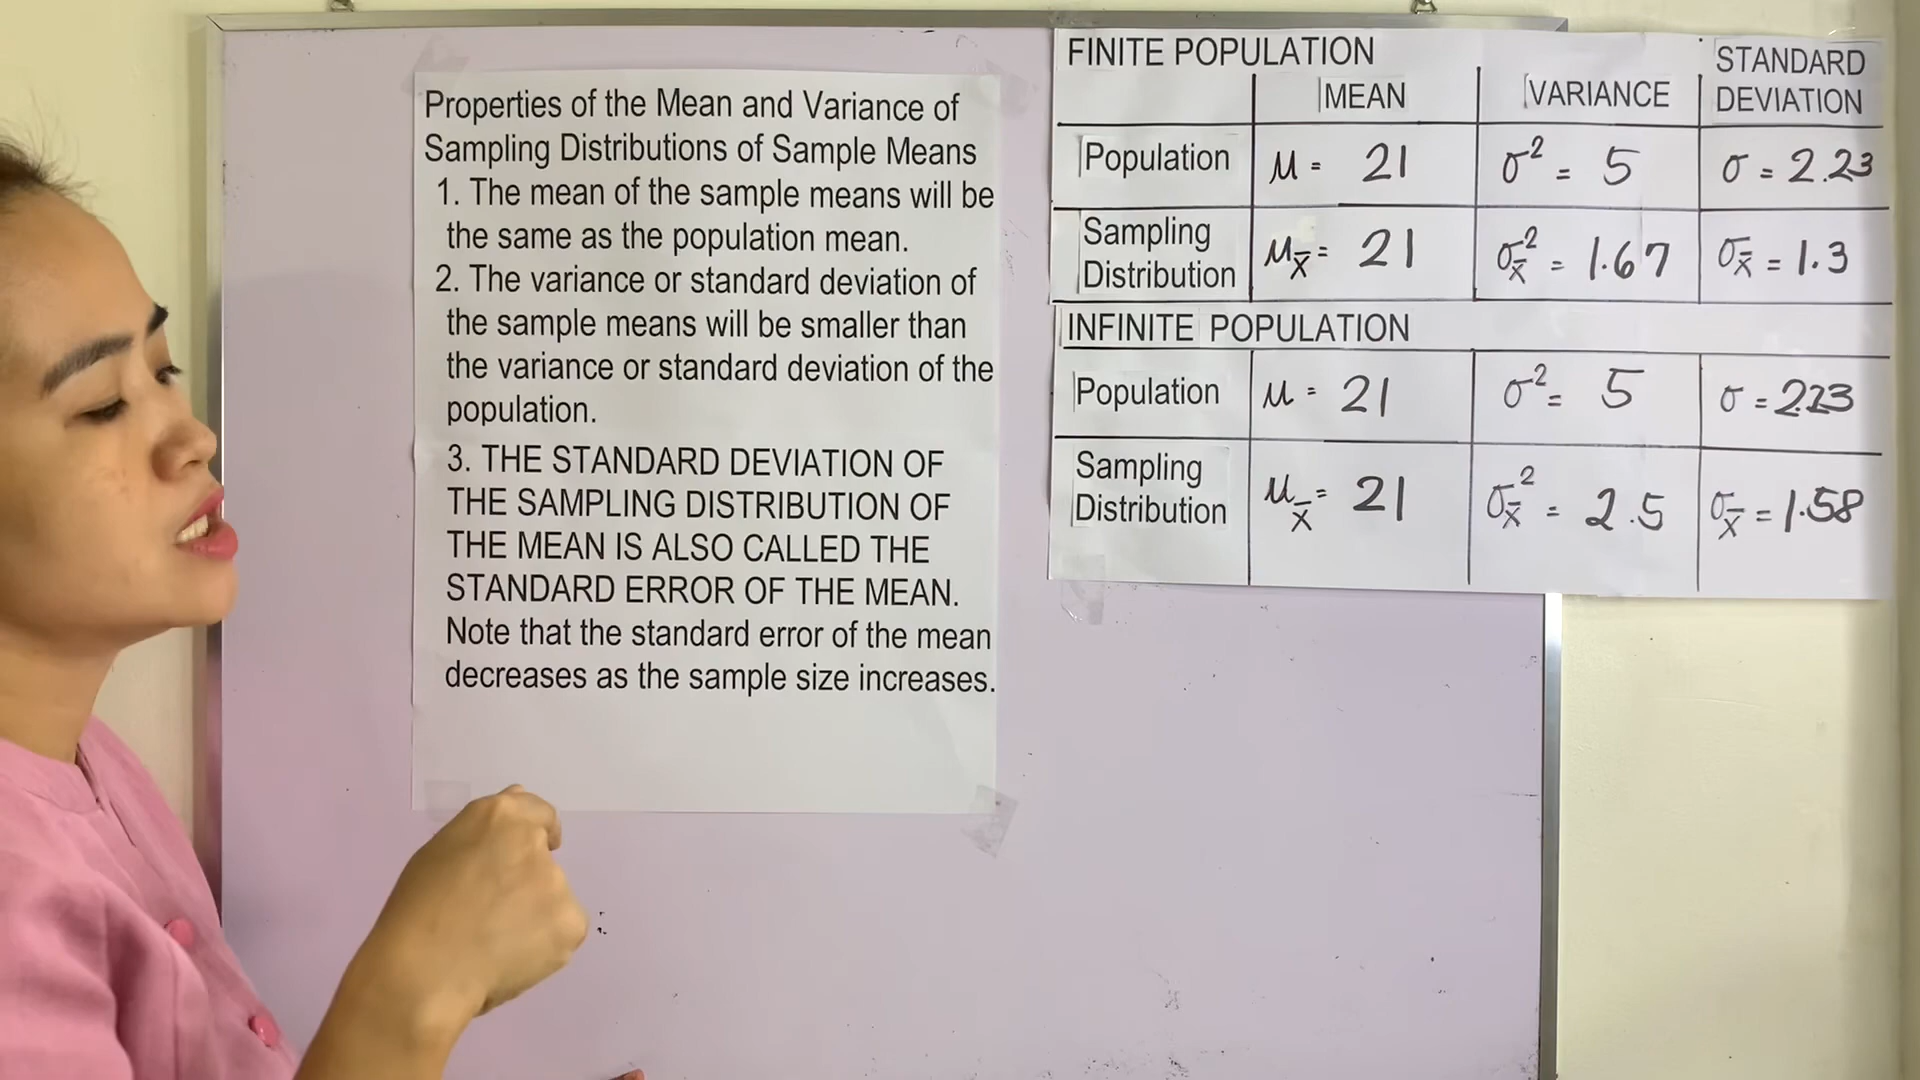 Properties of the Mean and Variance of
Sampling Distributions of Sample Means
1. The mean of the sample means will be
the same as the population mean.
2. The variance or standard deviation of
the sample means will be smaller than
the variance or standard deviation of the
population.
3. THE STANDARD DEVIATION OF
THE SAMPLING DISTRIBUTION OF
THE MEAN IS ALSO CALLED THE
STANDARD ERROR OF THE MEAN.
Note that the standard error of the mean
decreases as the sample size increases.
FINITE POPULATION
MEAN VARIANCE STANDARD DEVIATION
Population μ = 21 σ² = 5 σ = 2.23
Sampling Distribution μx̄ = 21 σx̄² = 1.67 σx̄ = 1.3
INFINITE POPULATION
Population μ = 21 σ² = 5 σ = 2.23
Sampling Distribution μx̄ = 21 σx̄² = 2.5 σx̄ = 1.58